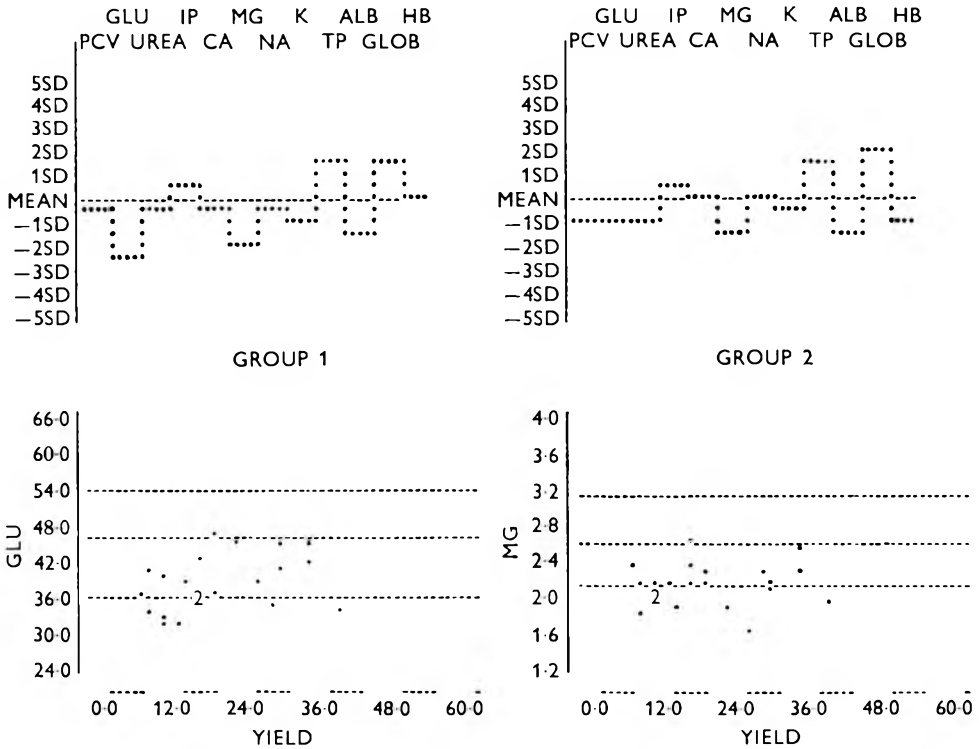 GLU IP MG K ALB HB
PCV UREA CA NA TP GLOB
5SD
4SD
3SD
2SD
1SD
MEAN
−1SD
−2SD
−3SD
−4SD
−5SD
GROUP 1
GLU IP MG K ALB HB
PCV UREA CA NA TP GLOB
5SD
4SD
3SD
2SD
1SD
MEAN
−1SD
−2SD
−3SD
−4SD
−5SD
GROUP 2
GLU
66·0
60·0
54·0
48·0
42·0
36·0
30·0
24·0
2
0·0 12·0 24·0 36·0 48·0 60·0
YIELD
MG
4·0
3·6
3·2
2·8
2·4
2·0
1·6
1·2
2
0·0 12·0 24·0 36·0 48·0 60·0
YIELD